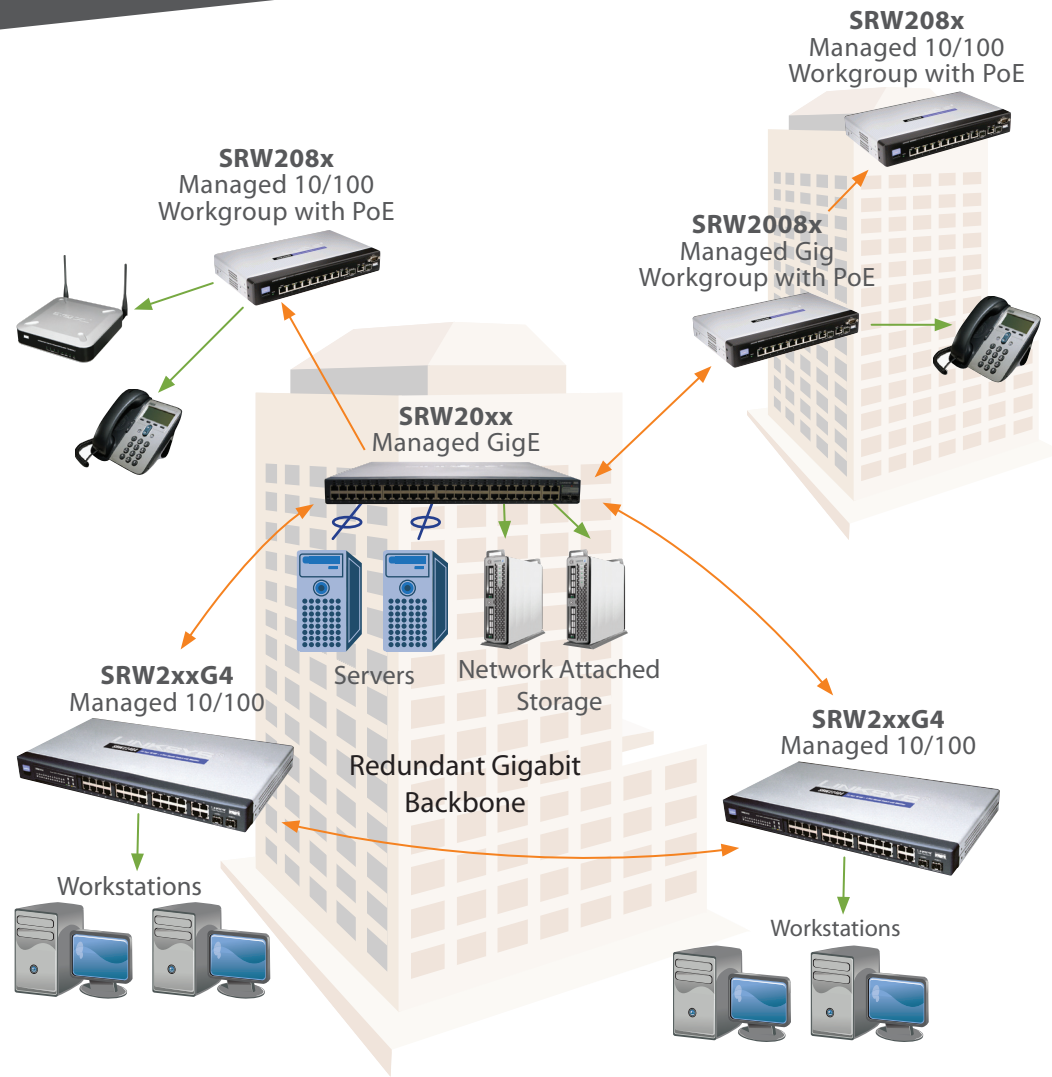 SRW208x
Managed 10/100
Workgroup with PoE
SRW208x
Managed 10/100
Workgroup with PoE
SRW2008x
Managed Gig
Workgroup with PoE
SRW20xx
Managed GigE
Servers
Network Attached
Storage
SRW2xxG4
Managed 10/100
LINKSYS
SRW2xxG4
Managed 10/100
LINKSYS
Redundant Gigabit
Backbone
Workstations
Workstations